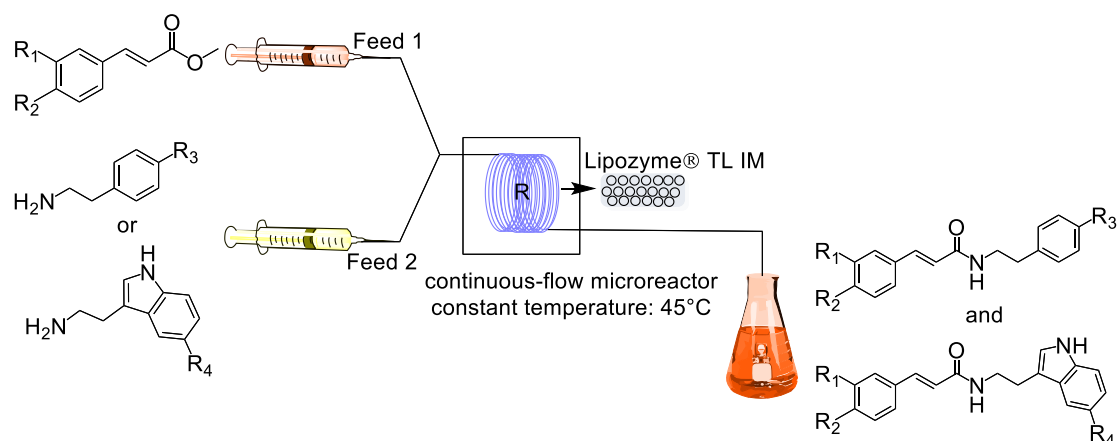 O
R₁
O
R₂
Feed 1
R₃
H₂N
or
H
N
H₂N
R₄
Feed 2
R
Lipozyme® TL IM
continuous-flow microreactor
constant temperature: 45°C
O
R₃
R₁
N
H
R₂
and
O
NH
R₁
N
H
R₂
R₄